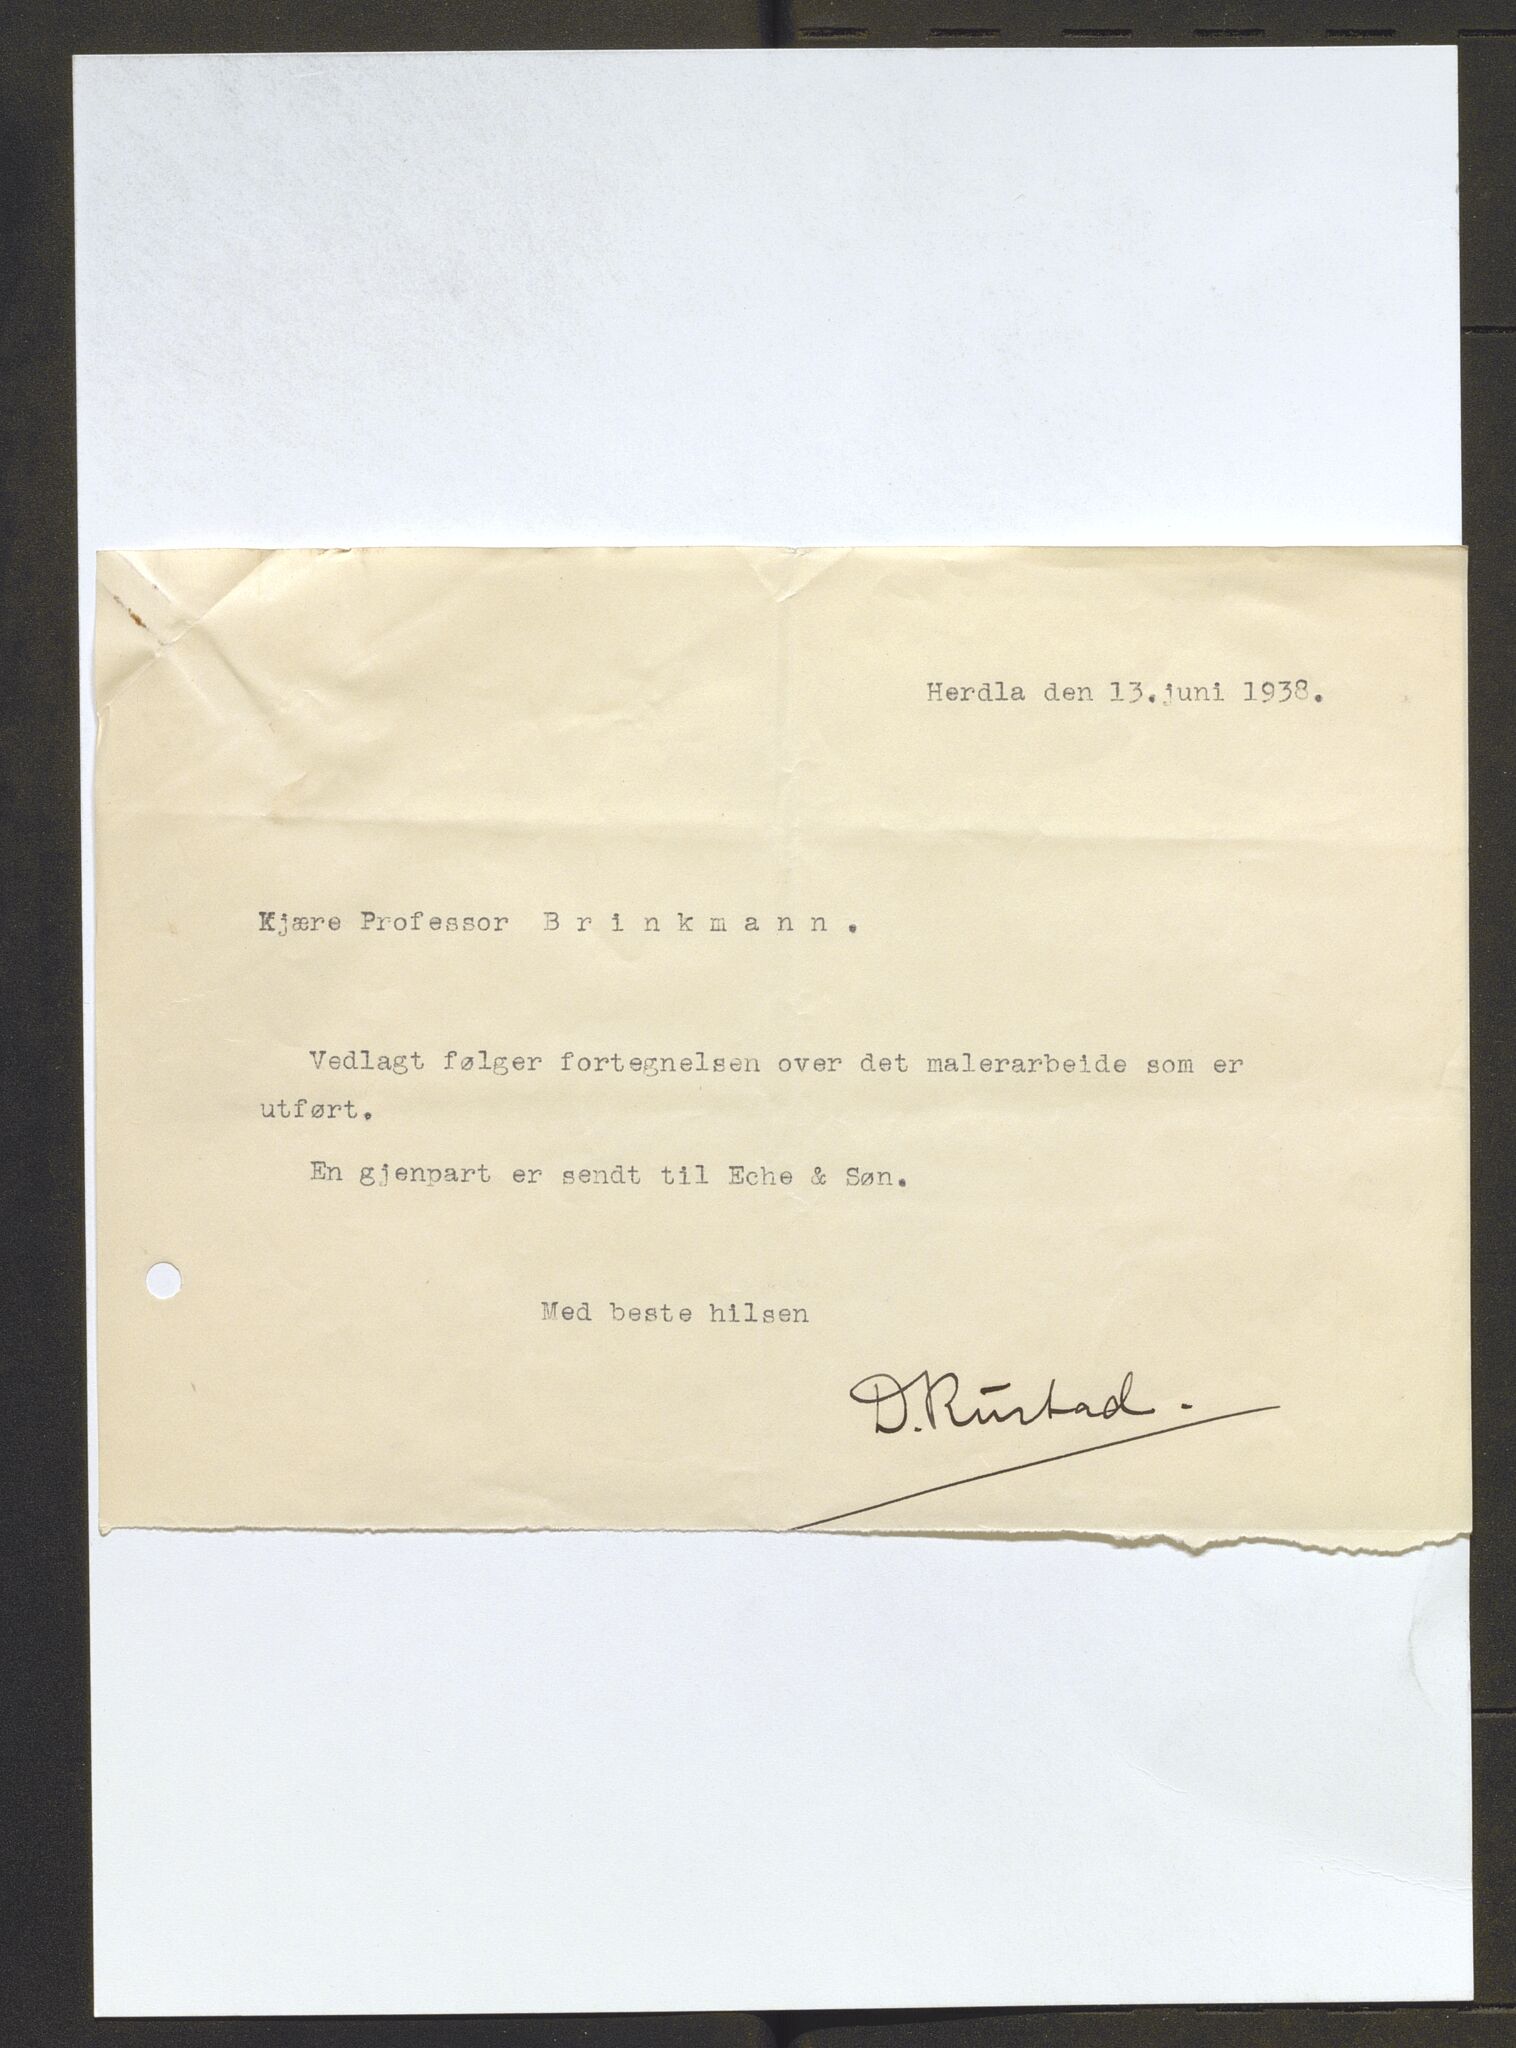 Herdla den 13.juni 1938.
Kjære Professor B r i n k m a n n .
Vedlagt følger fortegnelsen over det malerarbeide som er
utført.
En gjenpart er sendt til Eche & Søn.
Med beste hilsen
D. Rustad.